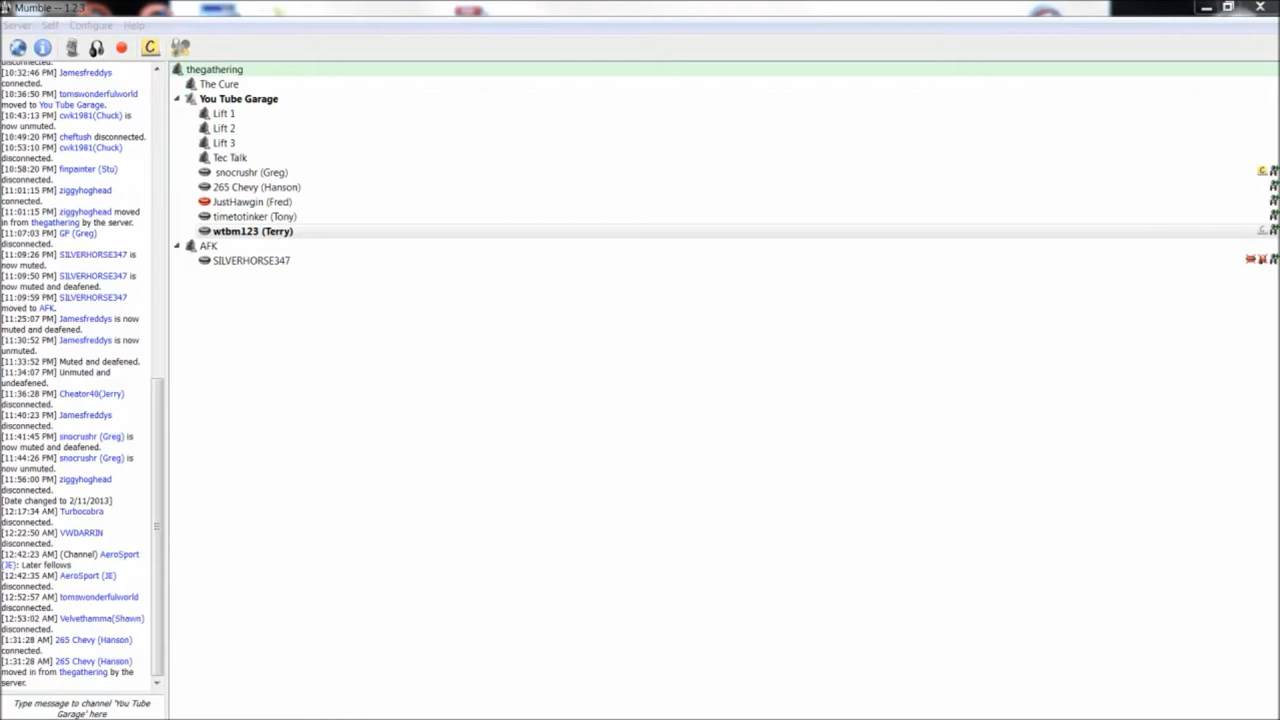 Mumble -- 1.2.3
Server Self Configure Help
disconnected.
[10:32:46 PM] Jamesfreddys
connected.
[10:36:50 PM] tomswonderfulworld
moved to You Tube Garage.
[10:43:13 PM] cwk1981(Chuck) is
now unmuted.
[10:49:20 PM] cheftush disconnected.
[10:53:10 PM] cwk1981(Chuck)
disconnected.
[10:58:20 PM] finpainter (Stu)
disconnected.
[11:01:15 PM] ziggyhoghead
connected.
[11:01:15 PM] ziggyhoghead moved
in from thegathering by the server.
[11:07:03 PM] GP (Greg)
disconnected.
[11:09:26 PM] SILVERHORSE347 is
now muted.
[11:09:50 PM] SILVERHORSE347 is
now muted and deafened.
[11:09:59 PM] SILVERHORSE347
moved to AFK.
[11:25:07 PM] Jamesfreddys is now
muted and deafened.
[11:30:52 PM] Jamesfreddys is now
unmuted.
[11:33:52 PM] Muted and deafened.
[11:34:07 PM] Unmuted and
undeafened.
[11:36:28 PM] Cheator40(Jerry)
disconnected.
[11:40:23 PM] Jamesfreddys
disconnected.
[11:41:45 PM] snocrushr (Greg) is
now muted and deafened.
[11:44:26 PM] snocrushr (Greg) is
now unmuted.
[11:56:00 PM] ziggyhoghead
disconnected.
[Date changed to 2/11/2013]
[12:17:34 AM] Turbocobra
disconnected.
[12:22:50 AM] VWDARRIN
disconnected.
[12:42:23 AM] (Channel) AeroSport
(JE): Later fellows
[12:42:35 AM] AeroSport (JE)
disconnected.
[12:52:57 AM] tomswonderfulworld
disconnected.
[12:53:02 AM] Velvethamma(Shawn)
disconnected.
[1:31:28 AM] 265 Chevy (Hanson)
connected.
[1:31:28 AM] 265 Chevy (Hanson)
moved in from thegathering by the
server.
Type message to channel 'You Tube
Garage' here
thegathering
The Cure
You Tube Garage
Lift 1
Lift 2
Lift 3
Tec Talk
snocrushr (Greg)
265 Chevy (Hanson)
JustHawgin (Fred)
timetotinker (Tony)
wtbm123 (Terry)
AFK
SILVERHORSE347